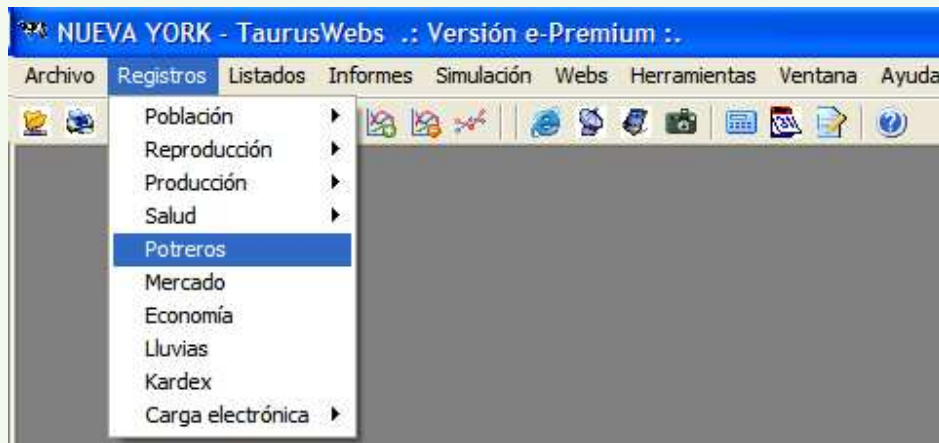 NUEVA YORK - TaurusWebs .: Versión e-Premium :.
Archivo Registros Listados Informes Simulación Webs Herramientas Ventana Ayuda
Población
Reproducción
Producción
Salud
Potreros
Mercado
Economía
Lluvias
Kardex
Carga electrónica